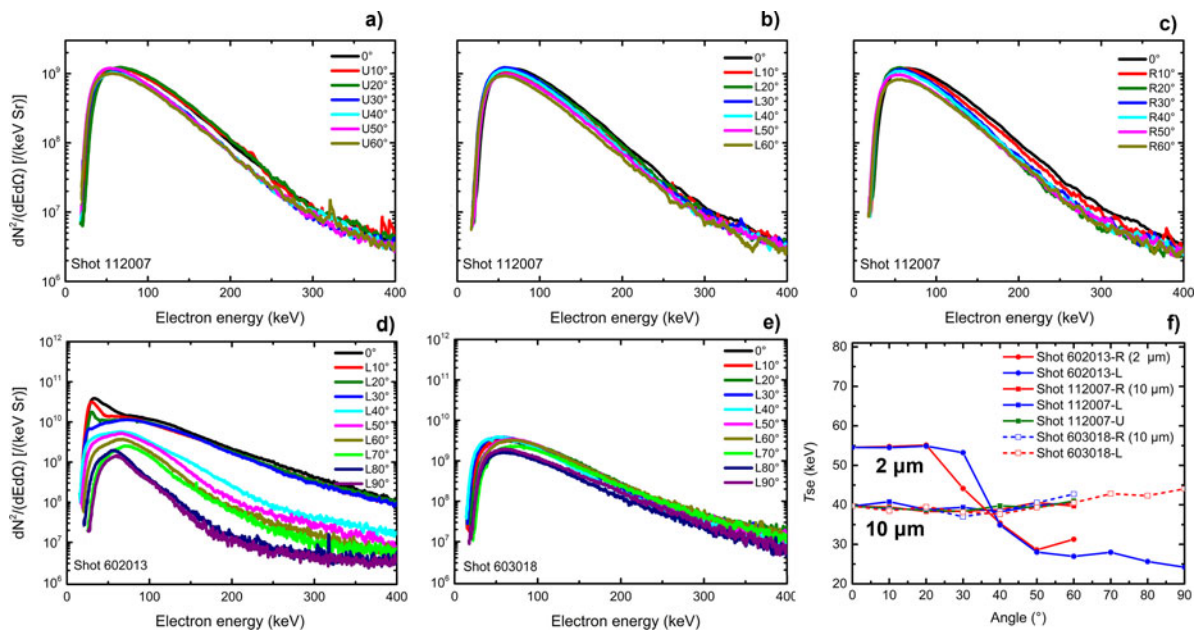 a)
dN²/(dEdΩ) [/(keV Sr)]
10⁹
10⁸
10⁷
10⁶
0°
U10°
U20°
U30°
U40°
U50°
U60°
Shot 112007
0 100 200 300 400
Electron energy (keV)
b)
0°
L10°
L20°
L30°
L40°
L50°
L60°
Shot 112007
0 100 200 300 400
Electron energy (keV)
c)
0°
R10°
R20°
R30°
R40°
R50°
R60°
Shot 112007
0 100 200 300 400
Electron energy (keV)
d)
dN²/(dEdΩ) [/(keV Sr)]
10¹²
10¹¹
10¹⁰
10⁹
10⁸
10⁷
10⁶
0°
L10°
L20°
L30°
L40°
L50°
L60°
L70°
L80°
L90°
Shot 602013
0 100 200 300 400
Electron energy (keV)
e)
10¹²
10¹¹
10¹⁰
10⁹
10⁸
10⁷
10⁶
0°
L10°
L20°
L30°
L40°
L50°
L60°
L70°
L80°
L90°
Shot 603018
0 100 200 300 400
Electron energy (keV)
f)
Tse (keV)
80
70
60
50
40
30
20
Shot 602013-R (2 μm)
Shot 602013-L
Shot 112007-R (10 μm)
Shot 112007-L
Shot 112007-U
Shot 603018-R (10 μm)
Shot 603018-L
2 μm
10 μm
0 10 20 30 40 50 60 70 80 90
Angle (°)